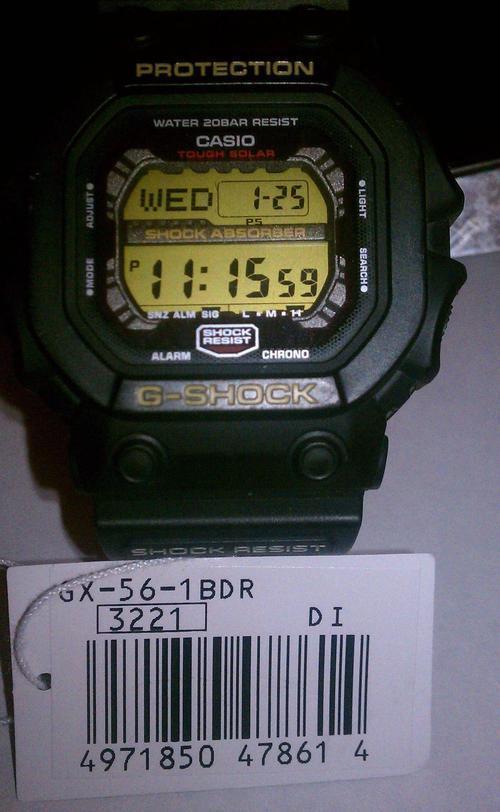 PROTECTION
WATER 20BAR RESIST
CASIO
TOUGH SOLAR
ADJUST
LIGHT
WED 1-25
PS
SHOCK ABSORBER
MODE
SEARCH
P 11:15 59
SNZ ALM SIG L M H
SHOCK RESIST
ALARM CHRONO
G-SHOCK
SHOCK RESIST
GX-56-1BDR
3221 DI
4971850 47861 4